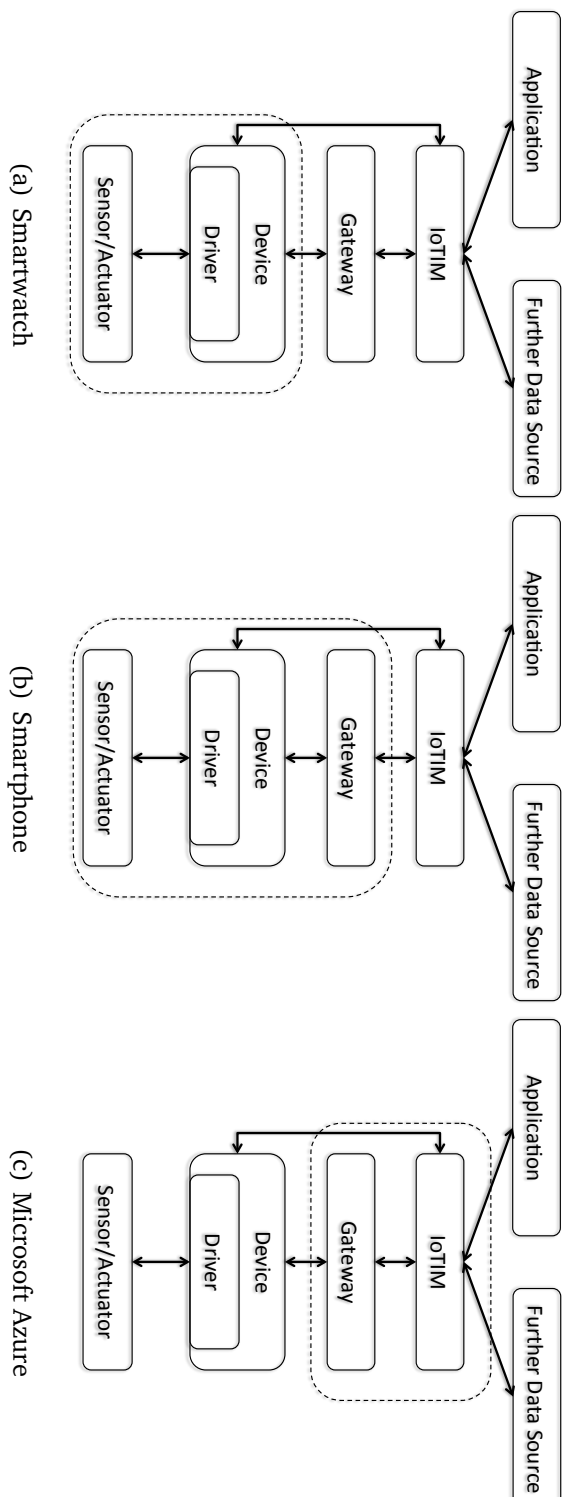 Application
Further Data Source
IoTIM
Gateway
Device
Driver
Sensor/Actuator
(a) Smartwatch
Application
Further Data Source
IoTIM
Gateway
Device
Driver
Sensor/Actuator
(b) Smartphone
Application
Further Data Source
IoTIM
Gateway
Device
Driver
Sensor/Actuator
(c) Microsoft Azure